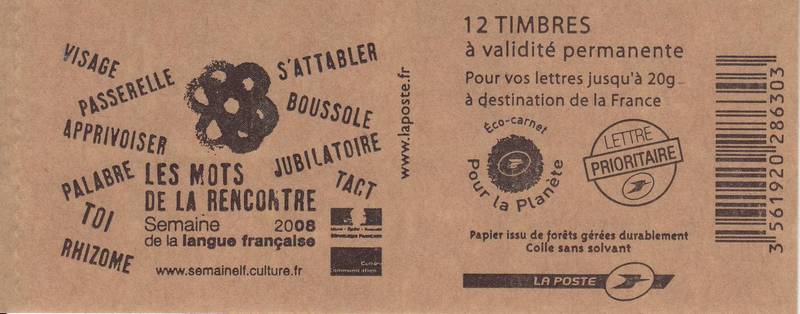 VISAGE
PASSERELLE
APPRIVOISER
PALABRE
TOI
RHIZOME
S'ATTABLER
BOUSSOLE
JUBILATOIRE
TACT
LES MOTS
DE LA RENCONTRE
Semaine 2008
de la langue française
www.semainelf.culture.fr
RÉPUBLIQUE FRANÇAISE
www.laposte.fr
12 TIMBRES
à validité permanente
Pour vos lettres jusqu'à 20g
à destination de la France
Éco-carnet
Pour la Planète
LETTRE
PRIORITAIRE
Papier issu de forêts gérées durablement
Colle sans solvant
LA POSTE
3 561920 286303